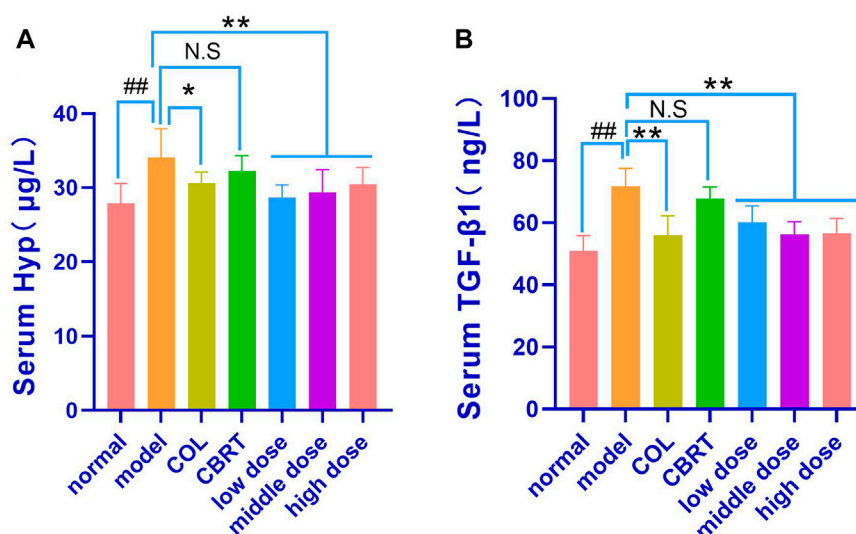 A
**
N.S
##
*
Serum Hyp( µg/L)
40
30
20
10
0
normal
model
COL
CBRT
low dose
middle dose
high dose
B
**
N.S
##
**
Serum TGF-β1( ng/L)
100
80
60
40
20
0
normal
model
COL
CBRT
low dose
middle dose
high dose